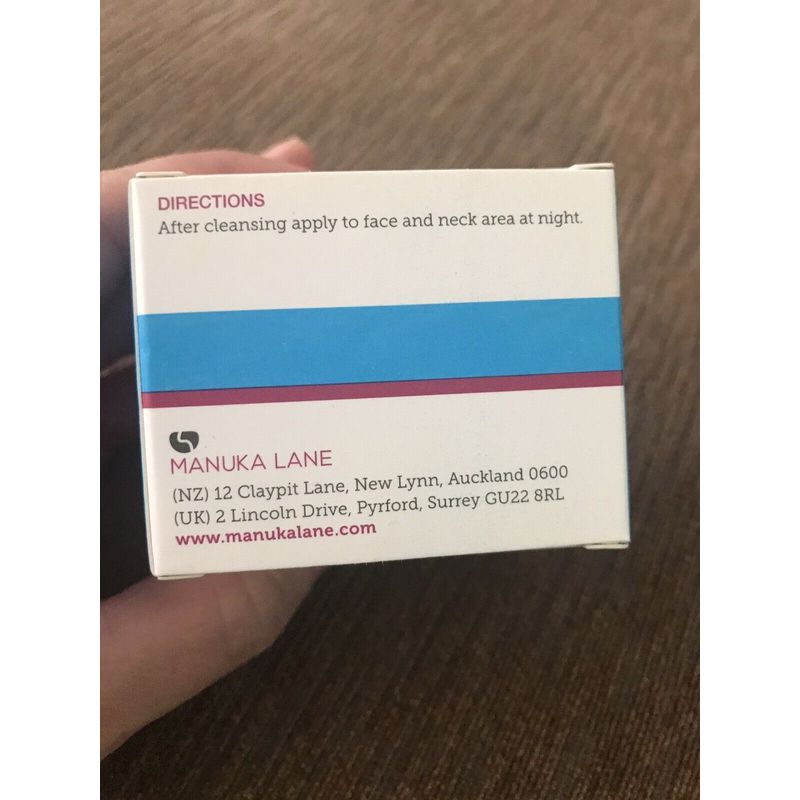 DIRECTIONS
After cleansing apply to face and neck area at night.
MANUKA LANE
(NZ) 12 Claypit Lane, New Lynn, Auckland 0600
(UK) 2 Lincoln Drive, Pyrford, Surrey GU22 8RL
www.manukalane.com